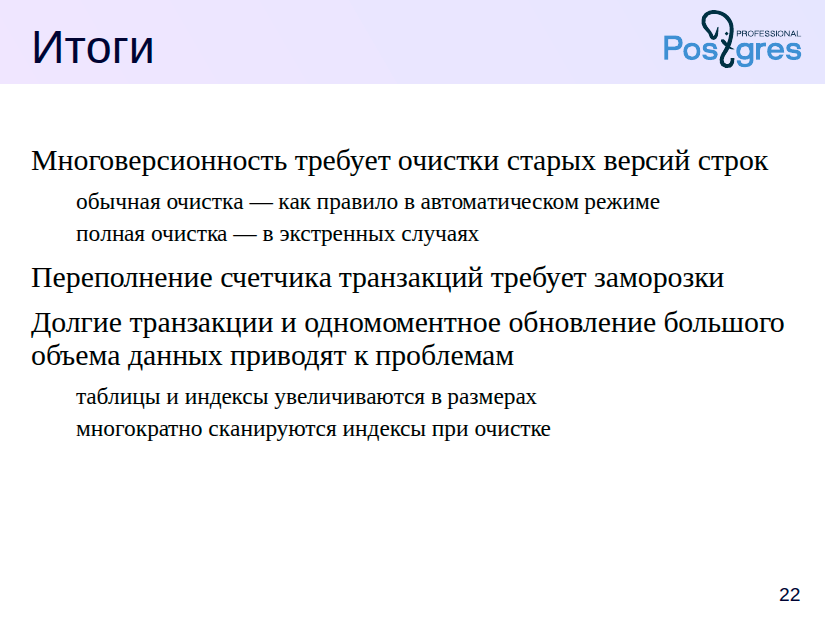 Итоги
PROFESSIONAL
Postgres
Многоверсионность требует очистки старых версий строк
обычная очистка — как правило в автоматическом режиме
полная очистка — в экстренных случаях
Переполнение счетчика транзакций требует заморозки
Долгие транзакции и одномоментное обновление большого
объема данных приводят к проблемам
таблицы и индексы увеличиваются в размерах
многократно сканируются индексы при очистке
22